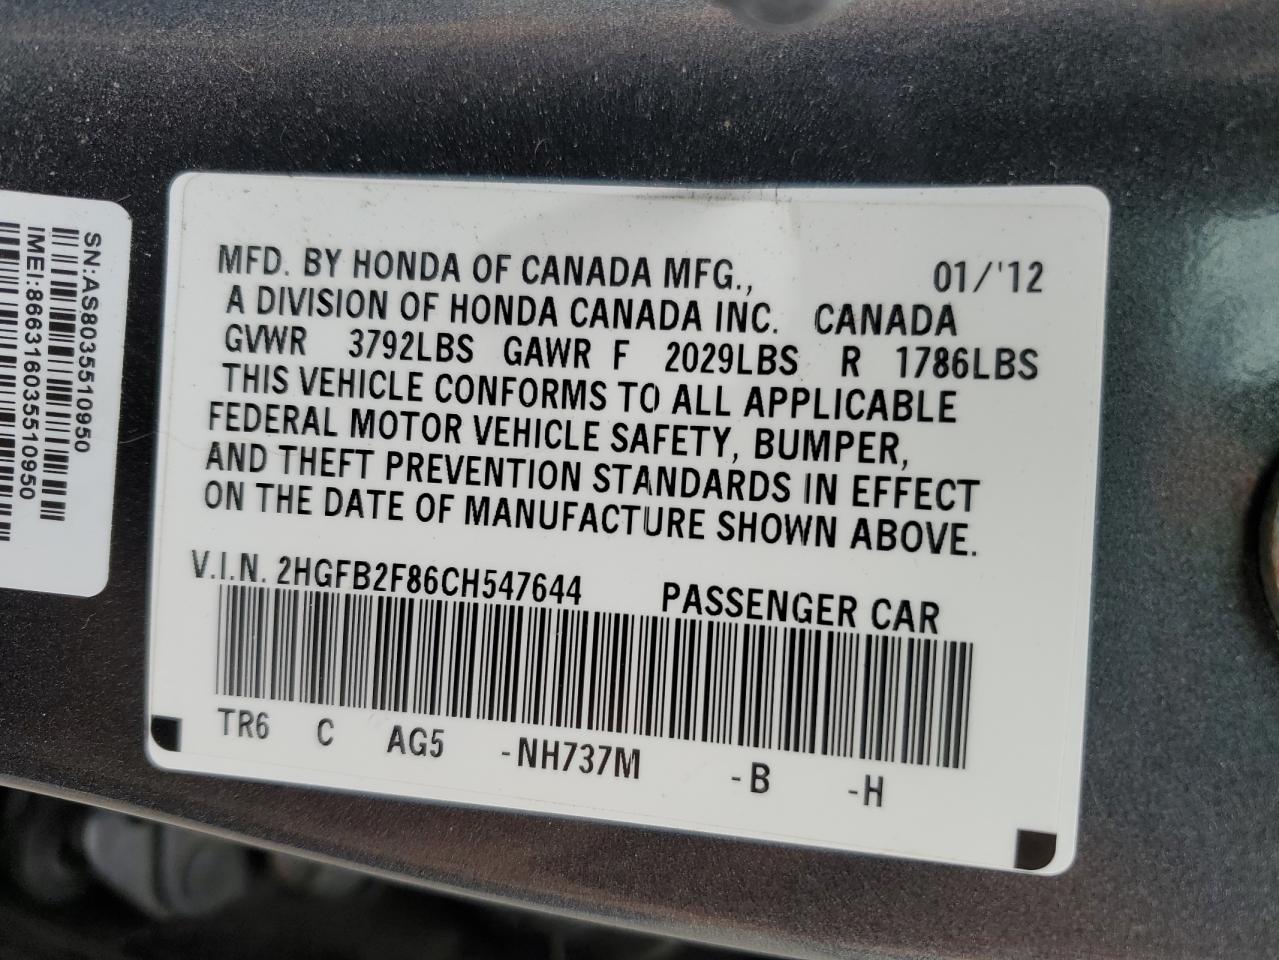 SN:AS80355510950
IMEI:866316035510950
MFD. BY HONDA OF CANADA MFG., 01/'12
A DIVISION OF HONDA CANADA INC. CANADA
GVWR 3792LBS GAWR F 2029LBS R 1786LBS
THIS VEHICLE CONFORMS TO ALL APPLICABLE
FEDERAL MOTOR VEHICLE SAFETY, BUMPER,
AND THEFT PREVENTION STANDARDS IN EFFECT
ON THE DATE OF MANUFACTURE SHOWN ABOVE.
V.I.N. 2HGFB2F86CH547644 PASSENGER CAR
TR6 C AG5 -NH737M -B -H